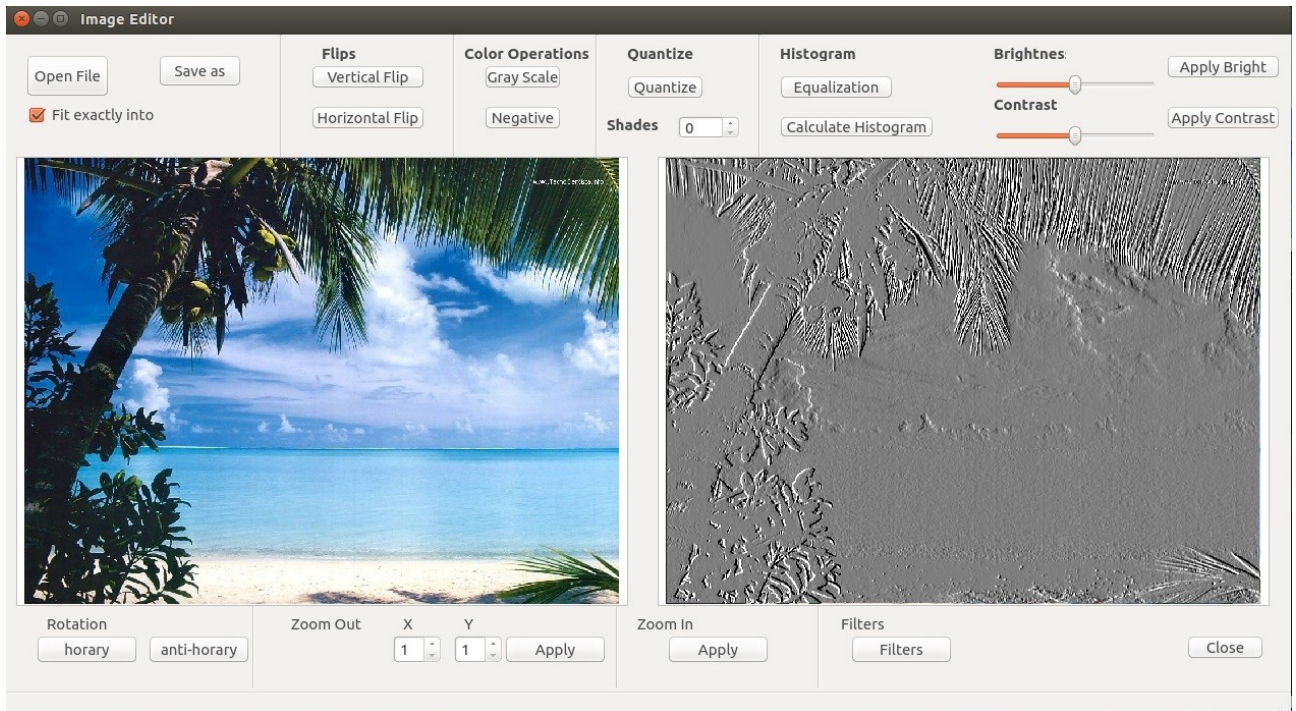 Image Editor
Open File
Save as
Fit exactly into
Flips
Vertical Flip
Horizontal Flip
Color Operations
Gray Scale
Negative
Quantize
Quantize
Shades 0
Histogram
Equalization
Calculate Histogram
Brightnes
Apply Bright
Contrast
Apply Contrast
Rotation
horary anti-horary
Zoom Out X Y
1 1 Apply
Zoom In
Apply
Filters
Filters
Close